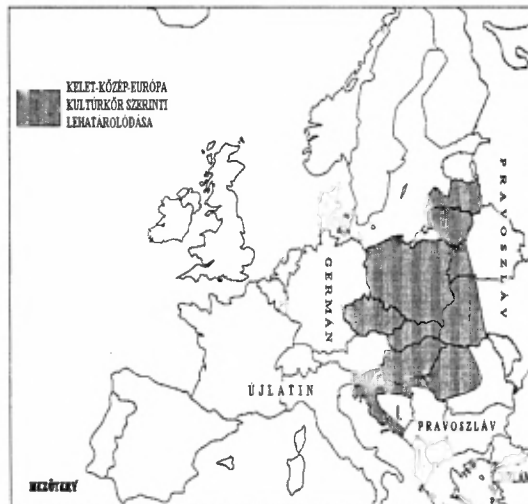 KELET-KÖZÉP-EURÓPA
KULTÚRKÖR SZERINTI
LEHATÁROLÓDÁSA
PRAVOSZLÁV
GERMÁN
ÚJLATIN
PRAVOSZLÁV